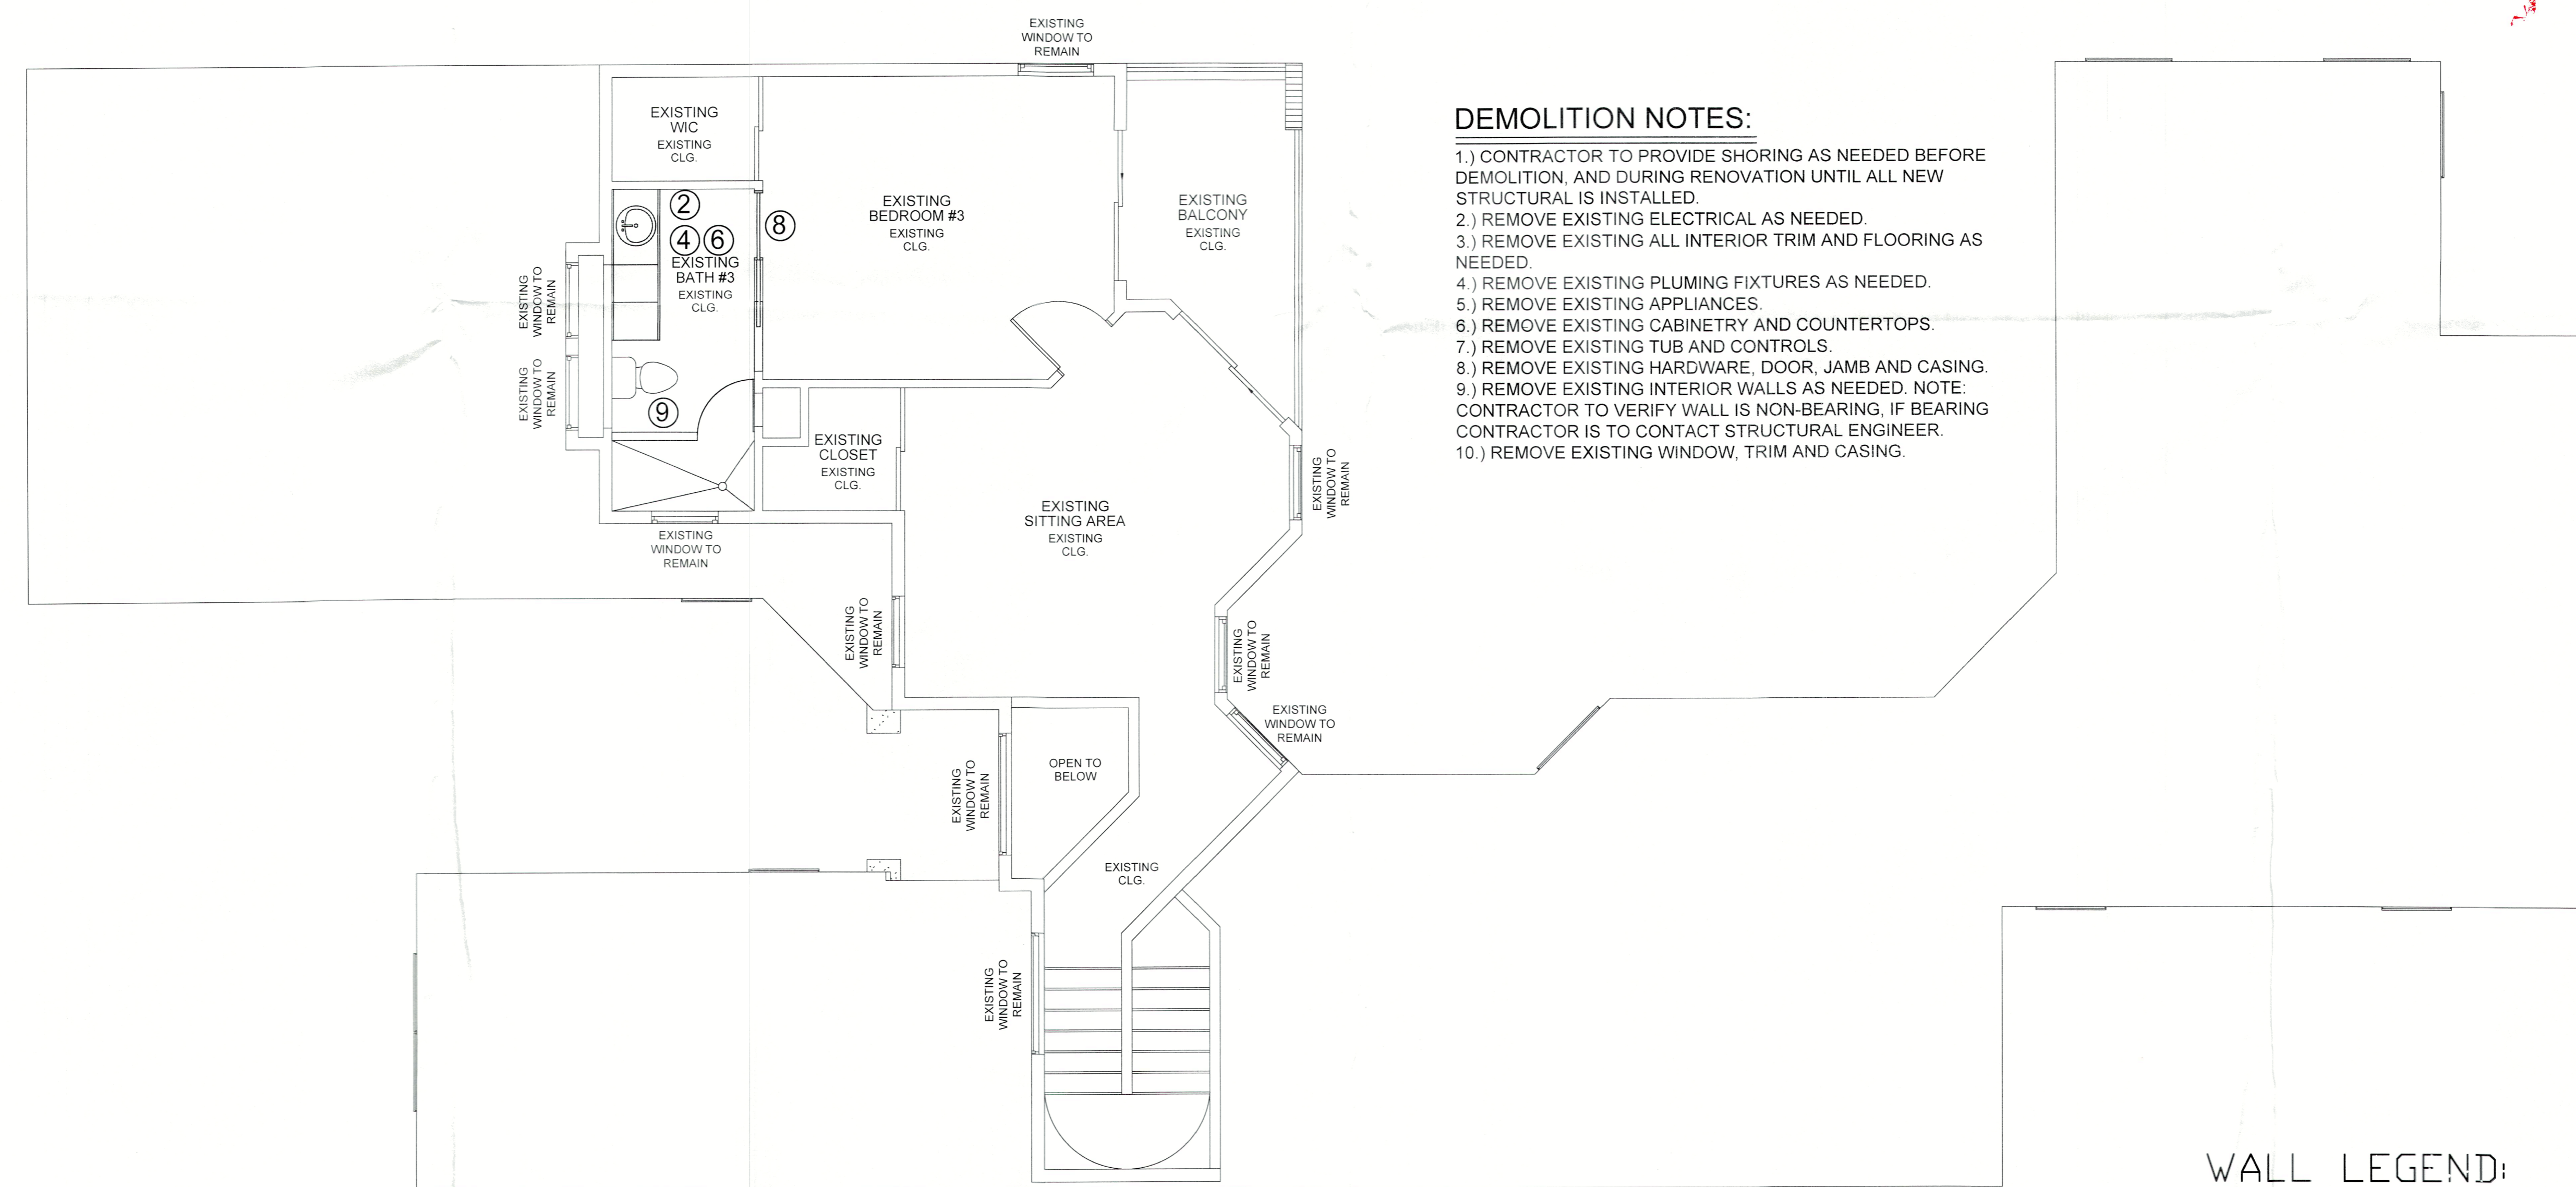 EXISTING
WINDOW TO
REMAIN
EXISTING
WIC
EXISTING
CLG.
2
4 6
8
EXISTING
BATH #3
EXISTING
CLG.
9
EXISTING
BEDROOM #3
EXISTING
CLG.
EXISTING
BALCONY
EXISTING
CLG.
EXISTING
WINDOW TO
REMAIN
EXISTING
WINDOW TO
REMAIN
EXISTING
CLOSET
EXISTING
CLG.
EXISTING
WINDOW TO
REMAIN
EXISTING
SITTING AREA
EXISTING
CLG.
EXISTING
WINDOW TO
REMAIN
EXISTING
WINDOW TO
REMAIN
EXISTING
WINDOW TO
REMAIN
EXISTING
WINDOW TO
REMAIN
OPEN TO
BELOW
EXISTING
WINDOW TO
REMAIN
EXISTING
CLG.
EXISTING
WINDOW TO
REMAIN
DEMOLITION NOTES:
1.) CONTRACTOR TO PROVIDE SHORING AS NEEDED BEFORE
DEMOLITION, AND DURING RENOVATION UNTIL ALL NEW
STRUCTURAL IS INSTALLED.
2.) REMOVE EXISTING ELECTRICAL AS NEEDED.
3.) REMOVE EXISTING ALL INTERIOR TRIM AND FLOORING AS
NEEDED.
4.) REMOVE EXISTING PLUMING FIXTURES AS NEEDED.
5.) REMOVE EXISTING APPLIANCES.
6.) REMOVE EXISTING CABINETRY AND COUNTERTOPS.
7.) REMOVE EXISTING TUB AND CONTROLS.
8.) REMOVE EXISTING HARDWARE, DOOR, JAMB AND CASING.
9.) REMOVE EXISTING INTERIOR WALLS AS NEEDED. NOTE:
CONTRACTOR TO VERIFY WALL IS NON-BEARING, IF BEARING
CONTRACTOR IS TO CONTACT STRUCTURAL ENGINEER.
10.) REMOVE EXISTING WINDOW, TRIM AND CASING.
WALL LEGEND: